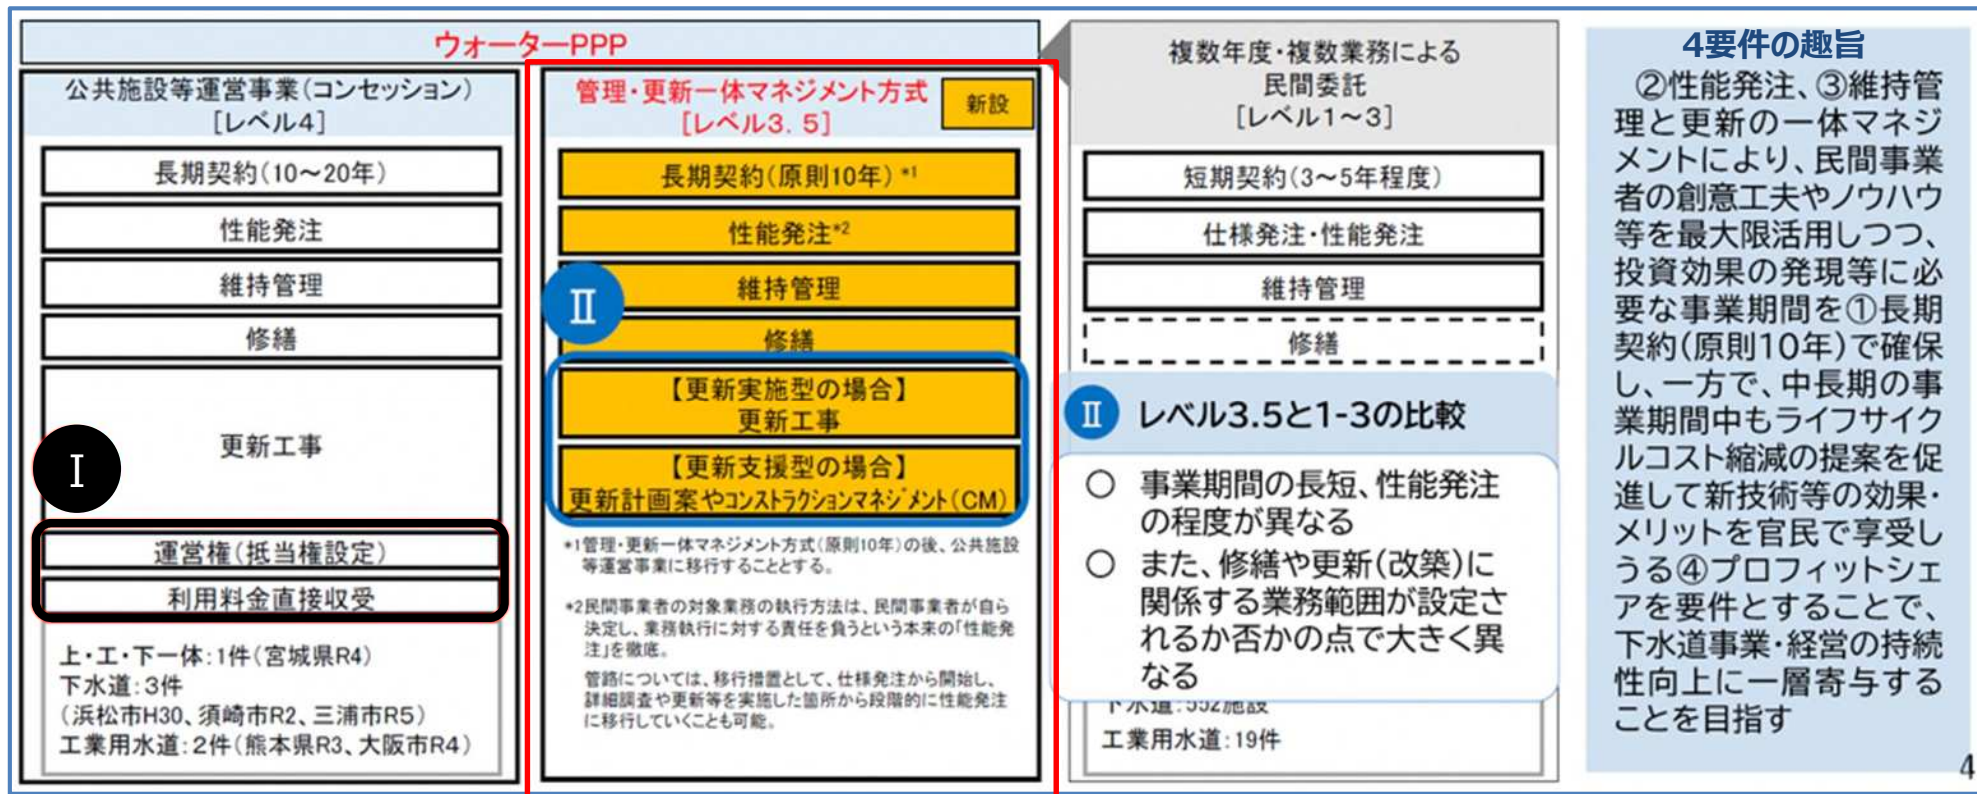 ウォーターPPP
公共施設等運営事業(コンセッション)
[レベル4]
長期契約(10～20年)
性能発注
維持管理
修繕
更新工事
Ⅰ
運営権(抵当権設定)
利用料金直接収受
上・工・下一体:1件(宮城県R4)
下水道:3件
(浜松市H30、須崎市R2、三浦市R5)
工業用水道:2件(熊本県R3、大阪市R4)
管理・更新一体マネジメント方式
[レベル3.5]
新設
長期契約(原則10年)*1
性能発注*2
維持管理
Ⅱ
修繕
【更新実施型の場合】
更新工事
【更新支援型の場合】
更新計画案やコンストラクションマネジメント(CM)
*1管理・更新一体マネジメント方式(原則10年)の後、公共施設
等運営事業に移行することとする。
*2民間事業者の対象業務の執行方法は、民間事業者が自ら
決定し、業務執行に対する責任を負うという本来の「性能発
注」を徹底。
管路については、移行措置として、仕様発注から開始し、
詳細調査や更新等を実施した箇所から段階的に性能発注
に移行していくことも可能。
複数年度・複数業務による
民間委託
[レベル1～3]
短期契約(3～5年程度)
仕様発注・性能発注
維持管理
修繕
Ⅱ レベル3.5と1-3の比較
○ 事業期間の長短、性能発注
の程度が異なる
○ また、修繕や更新(改築)に
関係する業務範囲が設定さ
れるか否かの点で大きく異
なる
下水道:552施設
工業用水道:19件
4要件の趣旨
②性能発注、③維持管
理と更新の一体マネジ
メントにより、民間事業
者の創意工夫やノウハウ
等を最大限活用しつつ、
投資効果の発現等に必
要な事業期間を①長期
契約(原則10年)で確保
し、一方で、中長期の事
業期間中もライフサイク
ルコスト縮減の提案を促
進して新技術等の効果・
メリットを官民で享受し
うる④プロフィットシェ
アを要件とすることで、
下水道事業・経営の持続
性向上に一層寄与する
ことを目指す
4